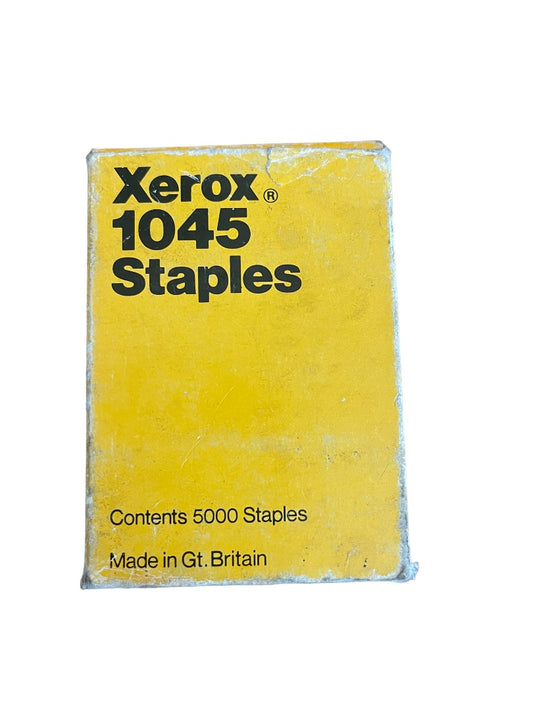 Xerox®
1045
Staples
Contents 5000 Staples
Made in Gt. Britain